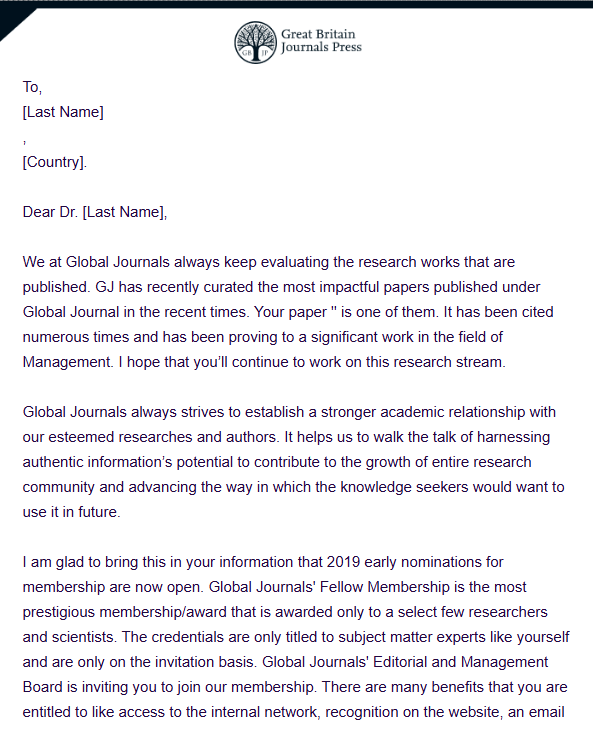 Great Britain
Journals Press
GB JP
To,
[Last Name]
,
[Country].
Dear Dr. [Last Name],
We at Global Journals always keep evaluating the research works that are
published. GJ has recently curated the most impactful papers published under
Global Journal in the recent times. Your paper " is one of them. It has been cited
numerous times and has been proving to a significant work in the field of
Management. I hope that you’ll continue to work on this research stream.
Global Journals always strives to establish a stronger academic relationship with
our esteemed researches and authors. It helps us to walk the talk of harnessing
authentic information’s potential to contribute to the growth of entire research
community and advancing the way in which the knowledge seekers would want to
use it in future.
I am glad to bring this in your information that 2019 early nominations for
membership are now open. Global Journals' Fellow Membership is the most
prestigious membership/award that is awarded only to a select few researchers
and scientists. The credentials are only titled to subject matter experts like yourself
and are only on the invitation basis. Global Journals' Editorial and Management
Board is inviting you to join our membership. There are many benefits that you are
entitled to like access to the internal network, recognition on the website, an email